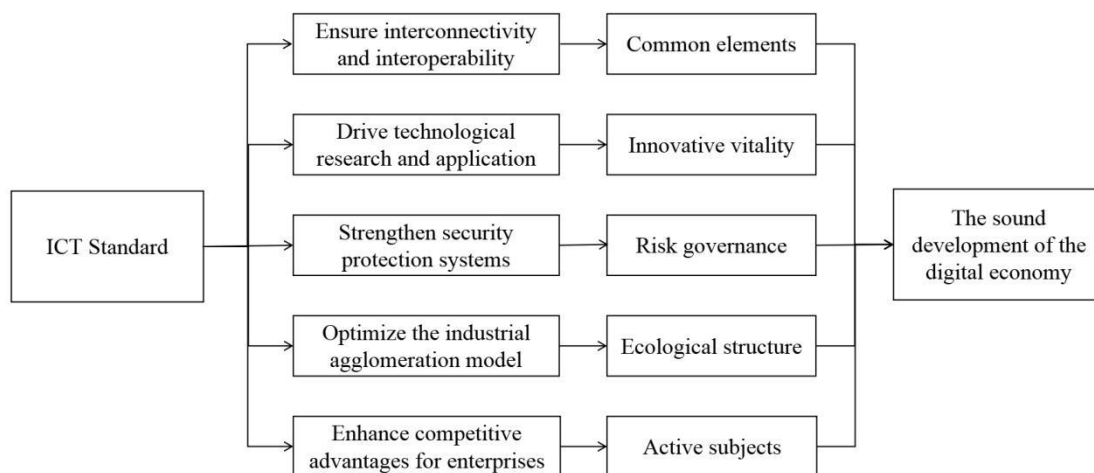 ICT Standard
Ensure interconnectivity
and interoperability
Common elements
Drive technological
research and application
Innovative vitality
Strengthen security
protection systems
Risk governance
Optimize the industrial
agglomeration model
Ecological structure
Enhance competitive
advantages for enterprises
Active subjects
The sound
development of the
digital economy